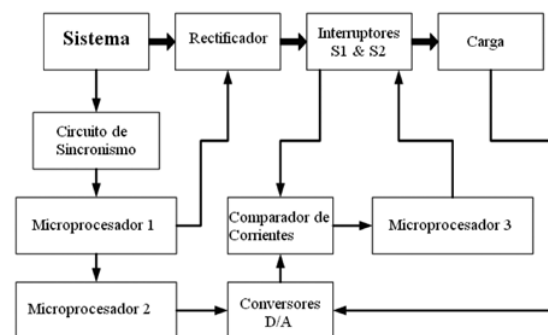 Sistema
Rectificador
Interruptores
S1 & S2
Carga
Circuito de
Sincronismo
Microprocesador 1
Comparador de
Corrientes
Microprocesador 3
Microprocesador 2
Conversores
D/A